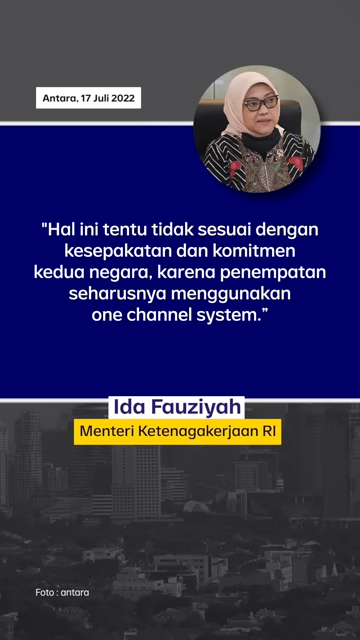 Antara, 17 Juli 2022
"Hal ini tentu tidak sesuai dengan
kesepakatan dan komitmen
kedua negara, karena penempatan
seharusnya menggunakan
one channel system.”
Ida Fauziyah
Menteri Ketenagakerjaan RI
Foto : antara